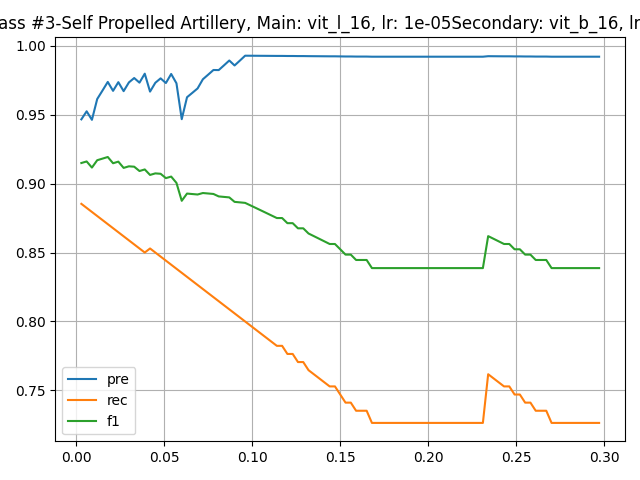 ass #3-Self Propelled Artillery, Main: vit_l_16, lr: 1e-05Secondary: vit_b_16, lr
1.00
0.95
0.90
0.85
0.80
0.75
pre
rec
f1
0.00 0.05 0.10 0.15 0.20 0.25 0.30